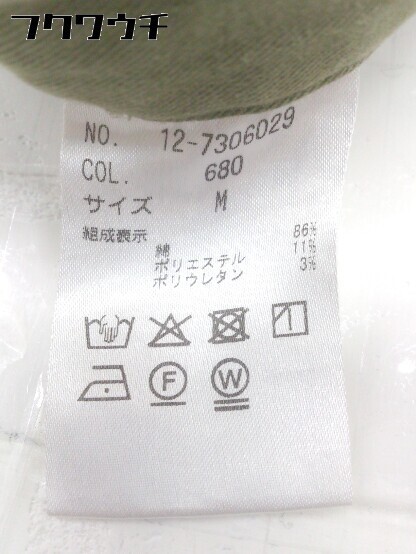 フクワウチ
NO. 12-7306029
COL. 680
サイズ M
組成表示
綿 86%
ポリエステル 11%
ポリウレタン 3%
F W